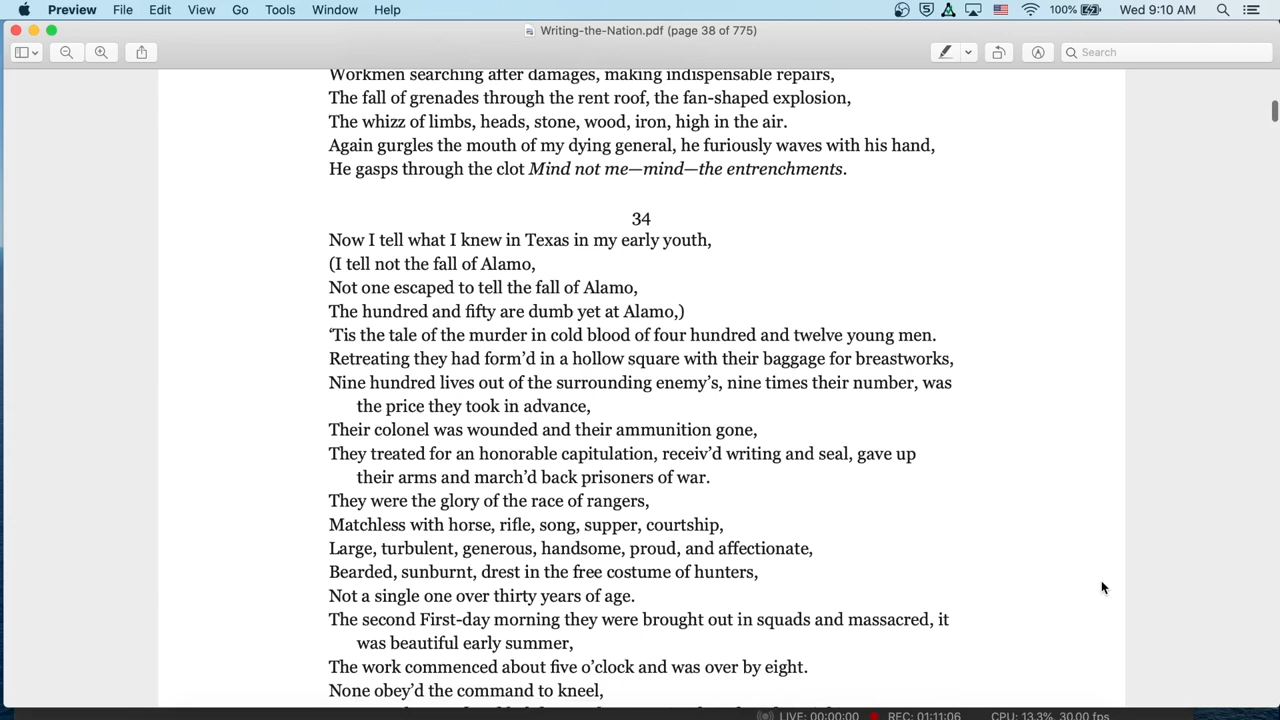 Preview File Edit View Go Tools Window Help 100% Wed 9:10 AM
Writing-the-Nation.pdf (page 38 of 775)
Search
Workmen searching after damages, making indispensable repairs,
The fall of grenades through the rent roof, the fan-shaped explosion,
The whizz of limbs, heads, stone, wood, iron, high in the air.
Again gurgles the mouth of my dying general, he furiously waves with his hand,
He gasps through the clot Mind not me—mind—the entrenchments.
34
Now I tell what I knew in Texas in my early youth,
(I tell not the fall of Alamo,
Not one escaped to tell the fall of Alamo,
The hundred and fifty are dumb yet at Alamo,)
‘Tis the tale of the murder in cold blood of four hundred and twelve young men.
Retreating they had form’d in a hollow square with their baggage for breastworks,
Nine hundred lives out of the surrounding enemy’s, nine times their number, was
the price they took in advance,
Their colonel was wounded and their ammunition gone,
They treated for an honorable capitulation, receiv’d writing and seal, gave up
their arms and march’d back prisoners of war.
They were the glory of the race of rangers,
Matchless with horse, rifle, song, supper, courtship,
Large, turbulent, generous, handsome, proud, and affectionate,
Bearded, sunburnt, drest in the free costume of hunters,
Not a single one over thirty years of age.
The second First-day morning they were brought out in squads and massacred, it
was beautiful early summer,
The work commenced about five o’clock and was over by eight.
None obey’d the command to kneel,
LIVE: 00:00:00 REC: 01:11:06 CPU: 13.3%, 30.00 fps